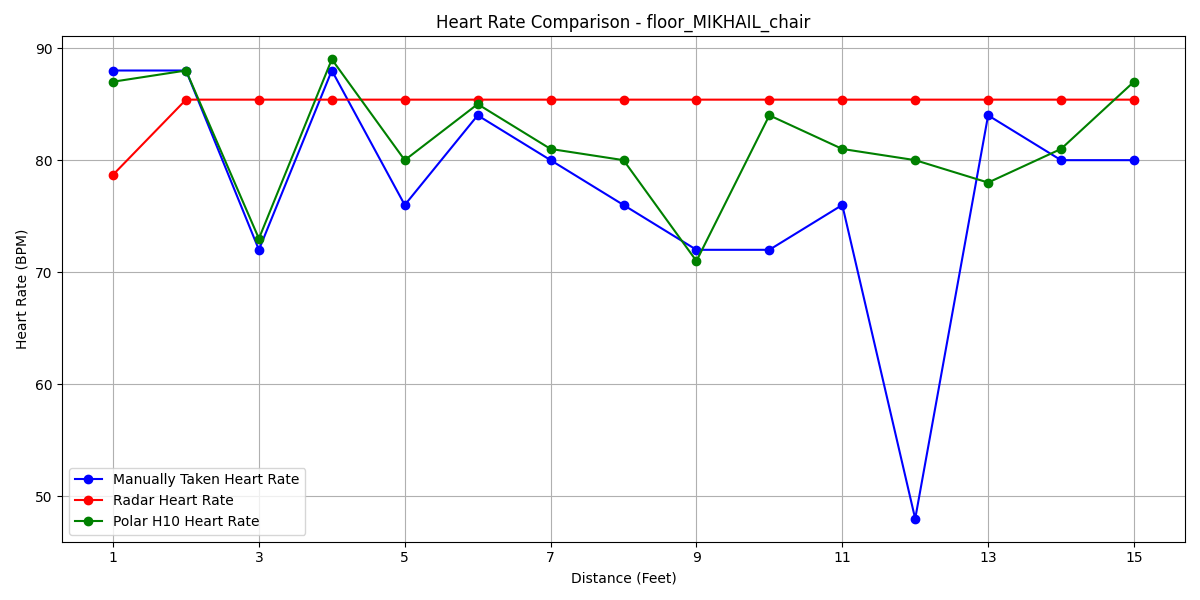 Heart Rate Comparison - floor_MIKHAIL_chair
Heart Rate (BPM)
90
80
70
60
50
Manually Taken Heart Rate
Radar Heart Rate
Polar H10 Heart Rate
1 3 5 7 9 11 13 15
Distance (Feet)